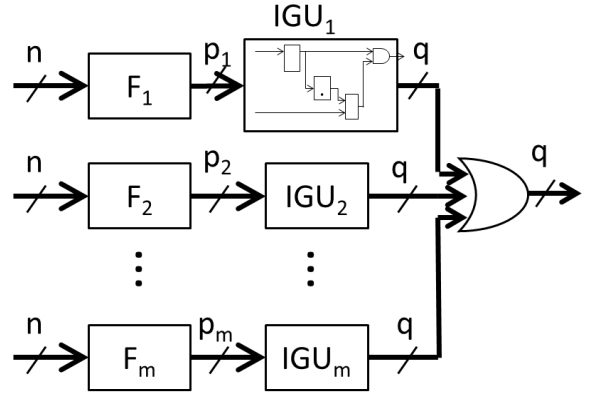 IGU₁
n F₁ p₁ q
n F₂ p₂ IGU₂ q q
n Fₘ pₘ IGUₘ q